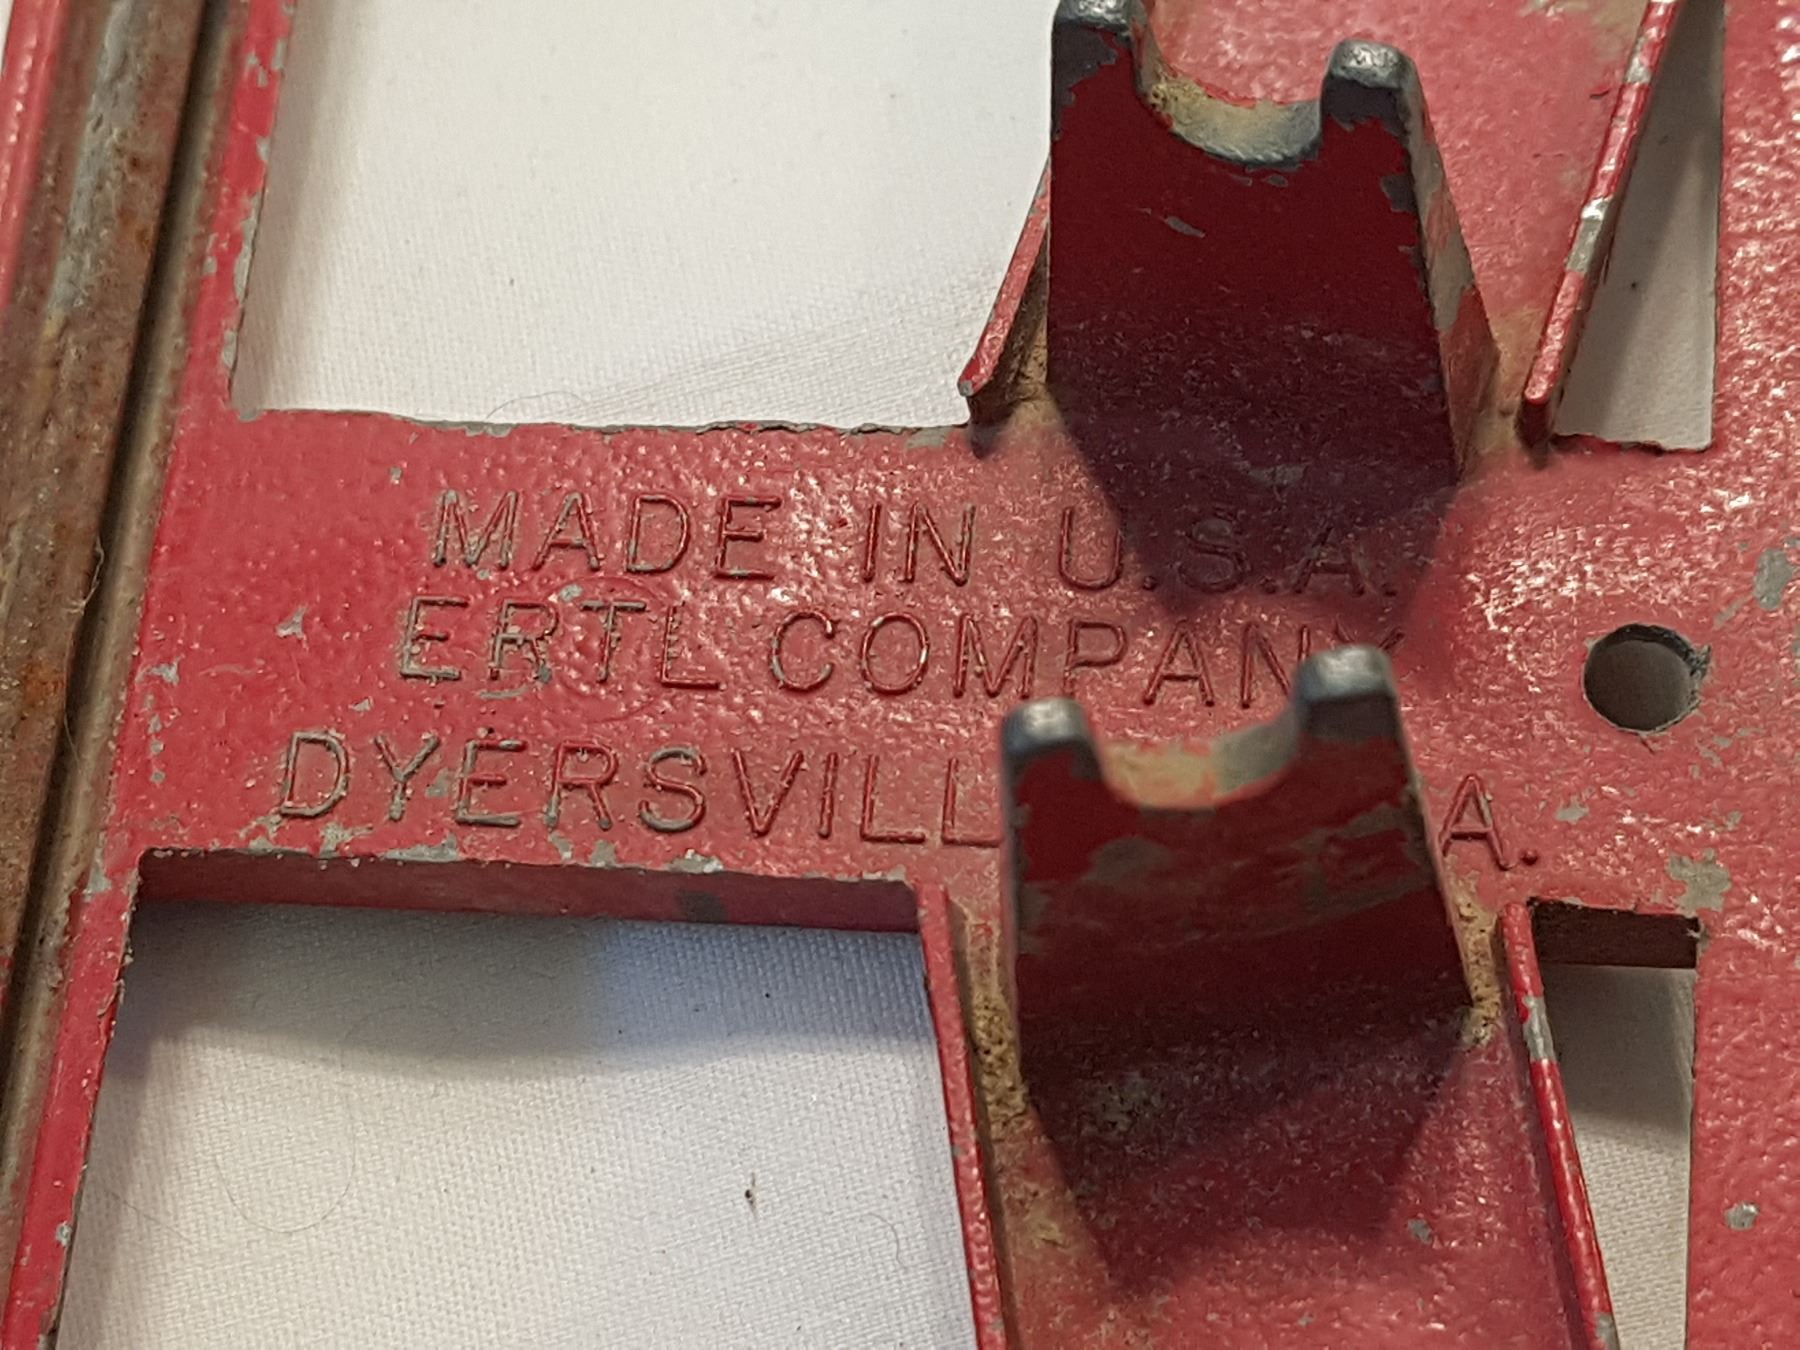 MADE IN U.S.A.
ERTL COMPANY
DYERSVILL A.